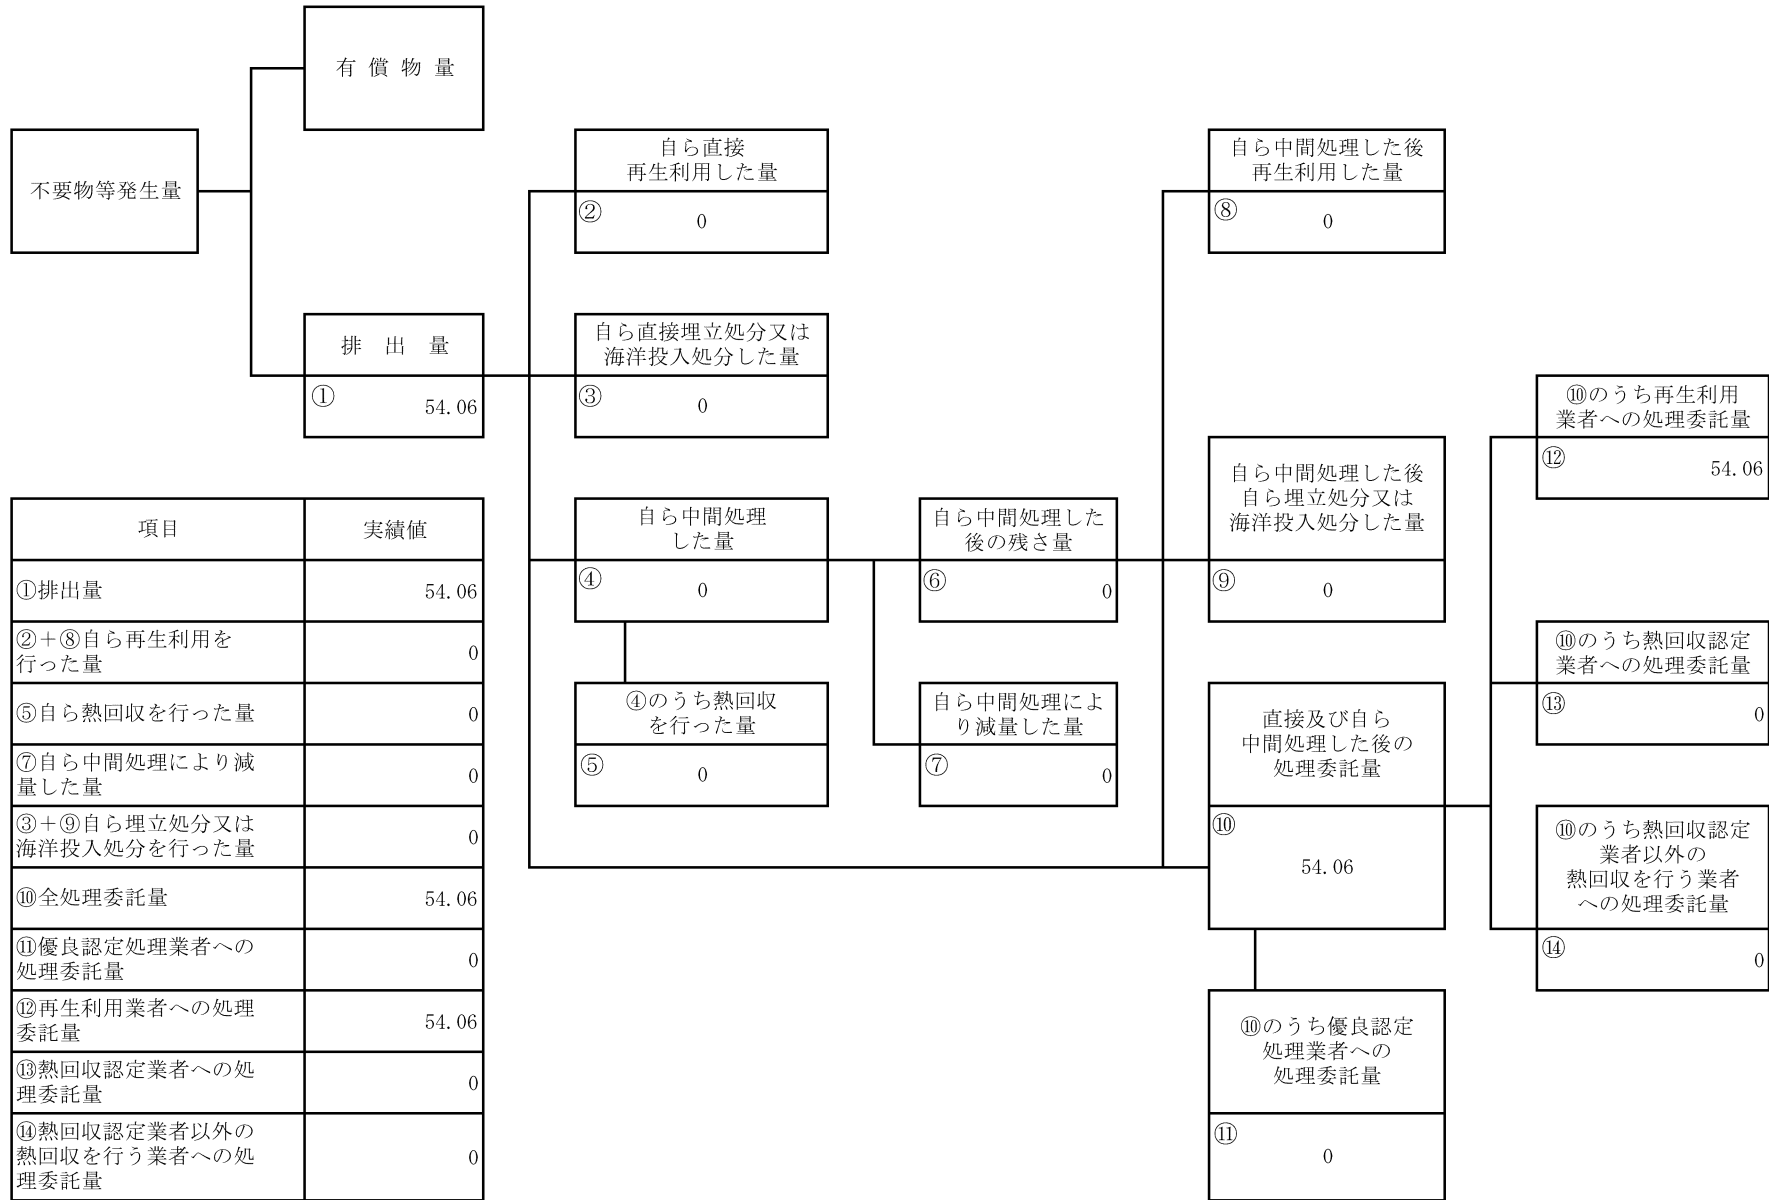 有償物量
不要物等発生量
排出量
①
54.06
自ら直接
再生利用した量
②
0
自ら直接埋立処分又は
海洋投入処分した量
③
0
自ら中間処理
した量
④
0
④のうち熱回収
を行った量
⑤
0
自ら中間処理した
後の残さ量
⑥
0
自ら中間処理によ
り減量した量
⑦
0
自ら中間処理した後
再生利用した量
⑧
0
自ら中間処理した後
自ら埋立処分又は
海洋投入処分した量
⑨
0
直接及び自ら
中間処理した後の
処理委託量
⑩
54.06
⑩のうち優良認定
処理業者への
処理委託量
⑪
0
⑩のうち再生利用
業者への処理委託量
⑫
54.06
⑩のうち熱回収認定
業者への処理委託量
⑬
0
⑩のうち熱回収認定
業者以外の
熱回収を行う業者
への処理委託量
⑭
0
項目 実績値
①排出量 54.06
②+⑧自ら再生利用を
行った量 0
⑤自ら熱回収を行った量 0
⑦自ら中間処理により減
量した量 0
③+⑨自ら埋立処分又は
海洋投入処分を行った量 0
⑩全処理委託量 54.06
⑪優良認定処理業者への
処理委託量 0
⑫再生利用業者への処理
委託量 54.06
⑬熱回収認定業者への処
理委託量 0
⑭熱回収認定業者以外の
熱回収を行う業者への処
理委託量 0